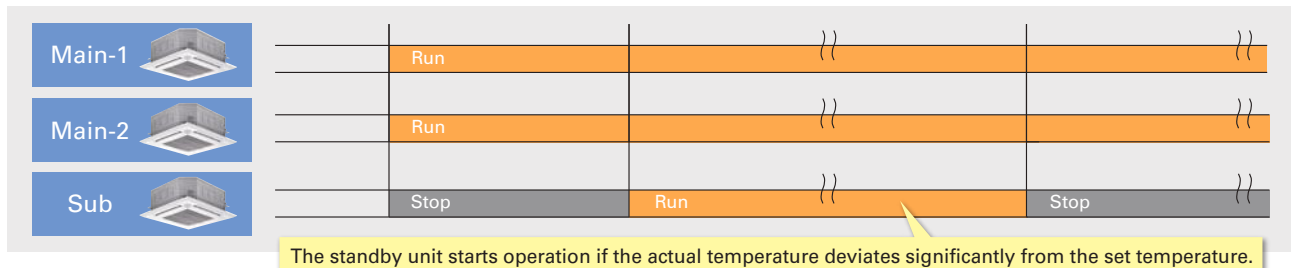 Main-1
Run
Main-2
Run
Sub
Stop
Run
Stop
The standby unit starts operation if the actual temperature deviates significantly from the set temperature.